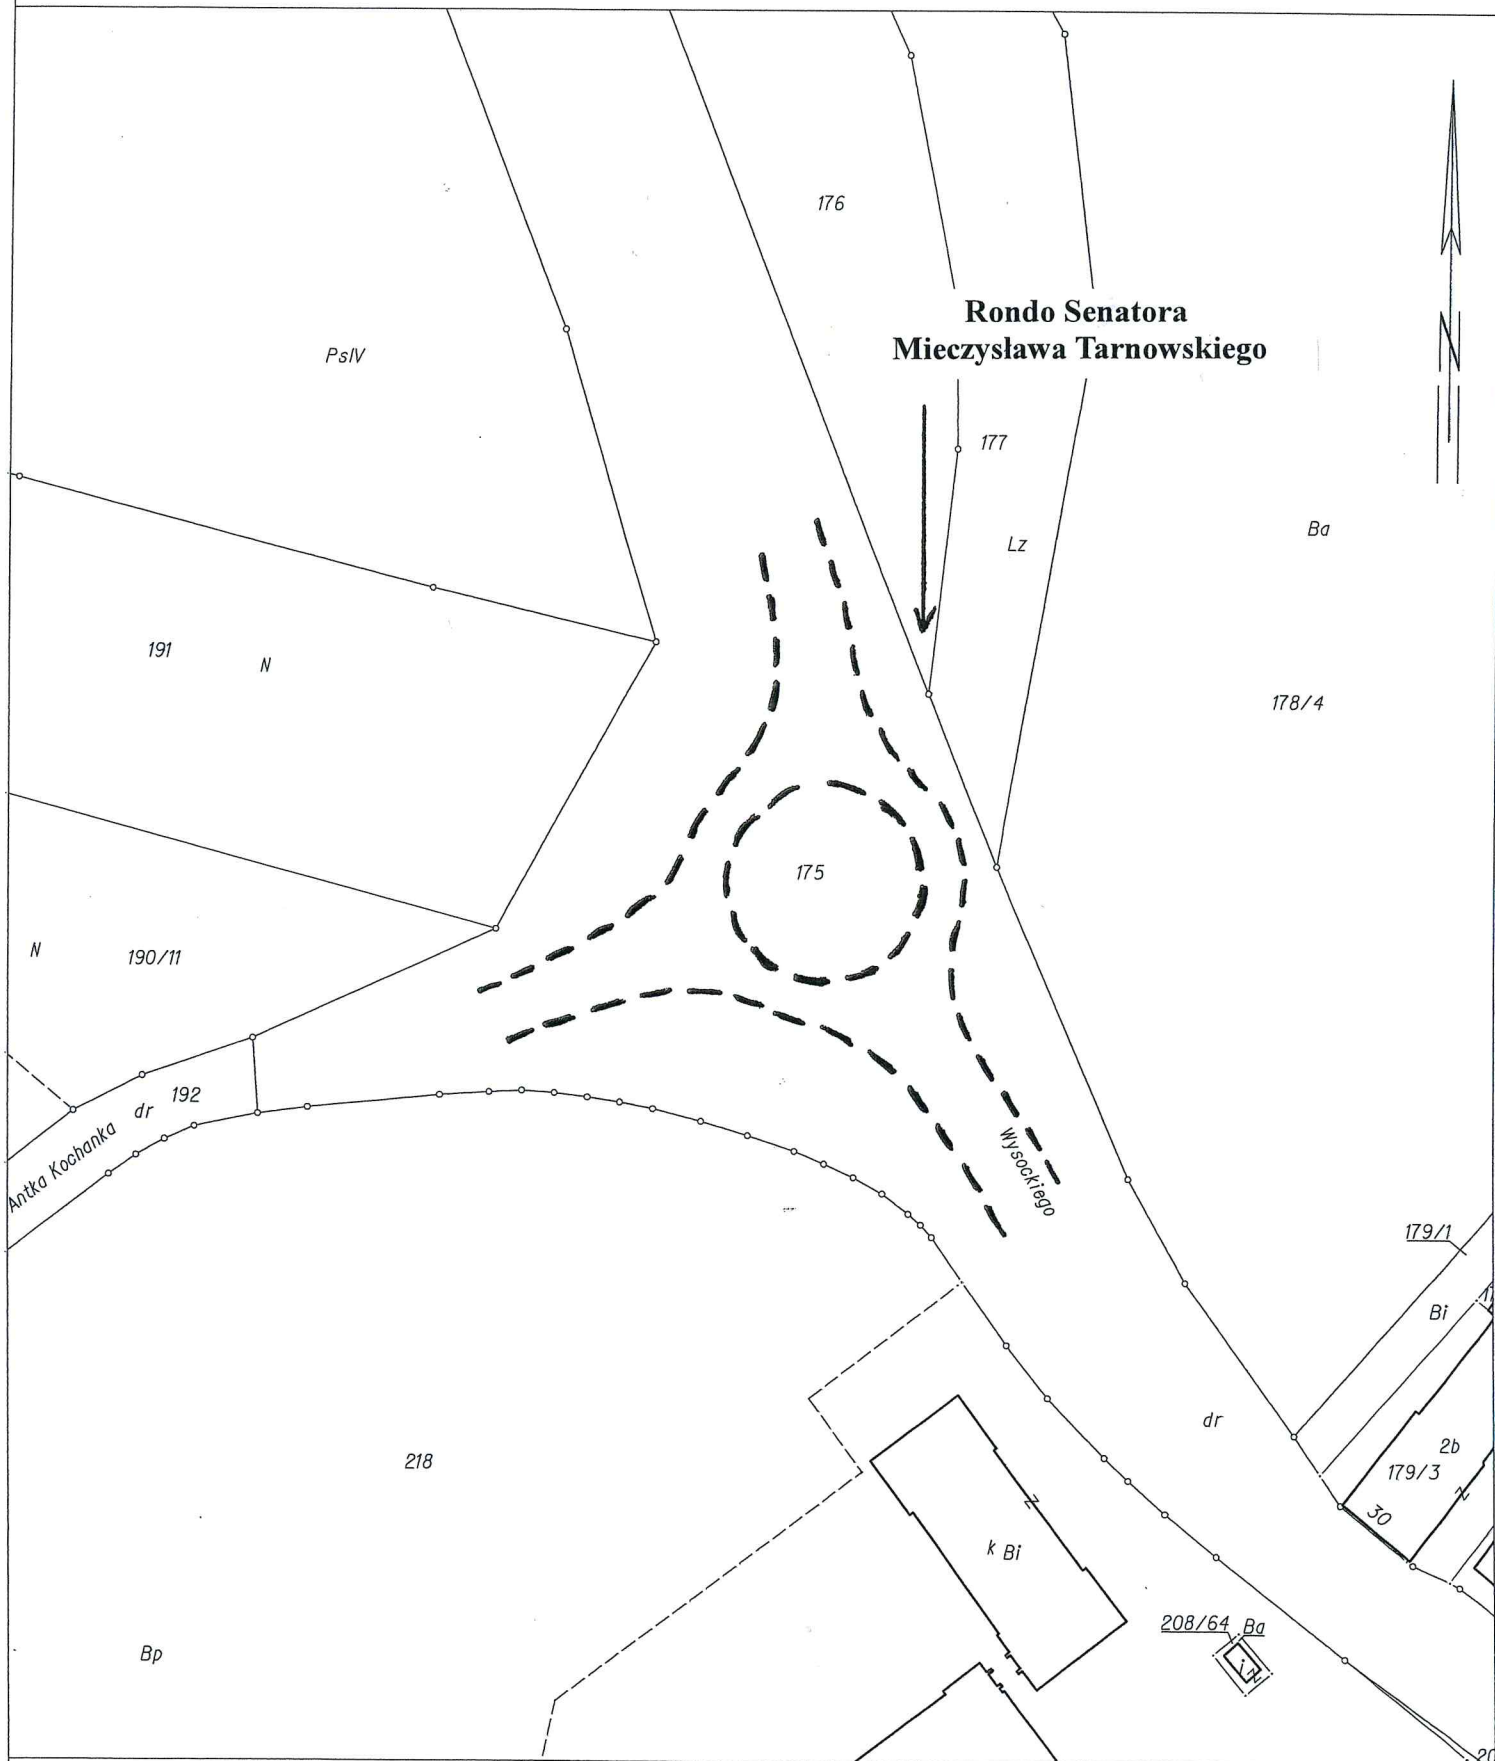 176
Rondo Senatora
Mieczysława Tarnowskiego
PsIV
N
177
Lz
Ba
191
N
178/4
175
N
190/11
192
dr
Antka Kochanka
Wysockiego
179/1
Bi
dr
2b
179/3
218
30
k Bi
208/64 Ba
Bp